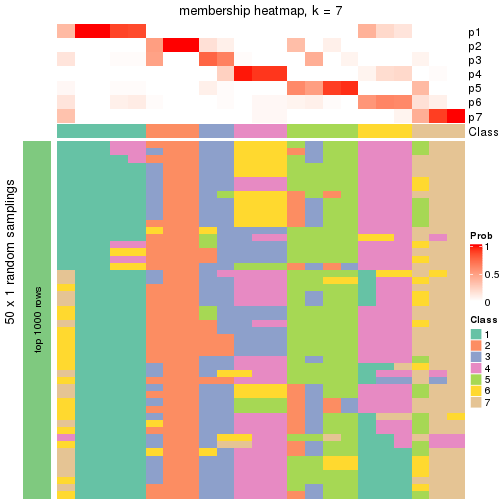 membership heatmap, k = 7
p1
p2
p3
p4
p5
p6
p7
Class
50 x 1 random samplings
top 1000 rows
Prob
1
0.5
0
Class
1
2
3
4
5
6
7